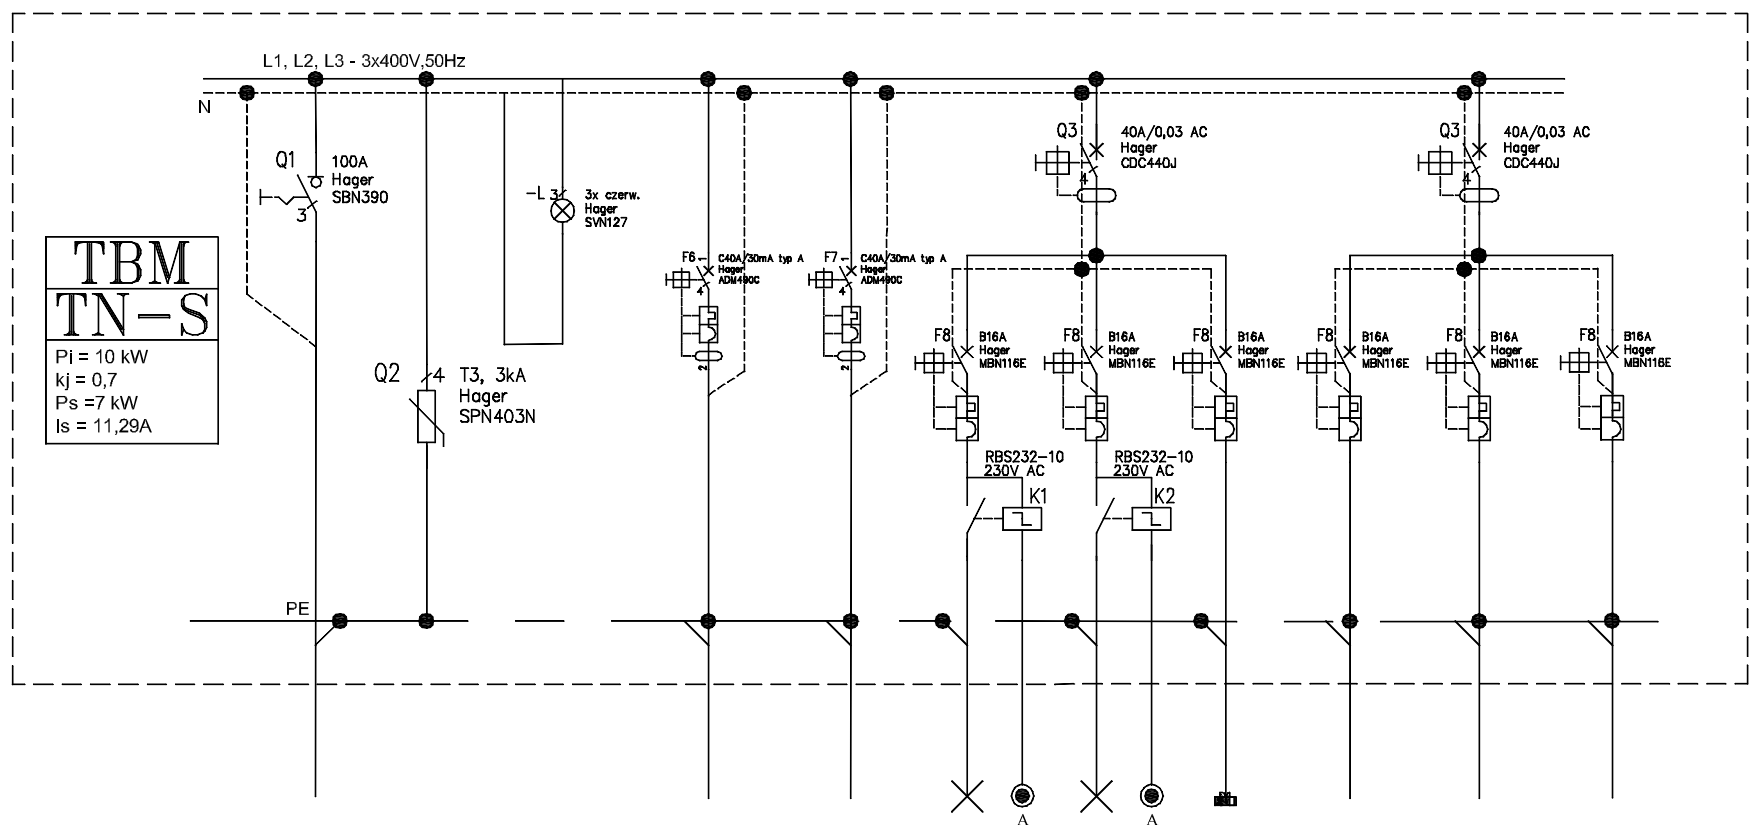 L1, L2, L3 - 3x400V,50Hz
N
Q1
100A
Hager
SBN390
3
TBM
TN-S
Pi = 10 kW
kj = 0,7
Ps =7 kW
Is = 11,29A
Q2
4
T3, 3kA
Hager
SPN403N
-L
3
3x czerw.
Hager
SVN127
F6
1
C40A/30mA typ A
Hager
ADM490C
4
2
F7
1
C40A/30mA typ A
Hager
ADM490C
4
2
Q3
40A/0,03 AC
Hager
CDC440J
4
Q3
40A/0,03 AC
Hager
CDC440J
4
F8
B16A
Hager
MBN116E
F8
B16A
Hager
MBN116E
F8
B16A
Hager
MBN116E
F8
B16A
Hager
MBN116E
F8
B16A
Hager
MBN116E
F8
B16A
Hager
MBN116E
RBS232-10
230V AC
K1
RBS232-10
230V AC
K2
PE
A
A